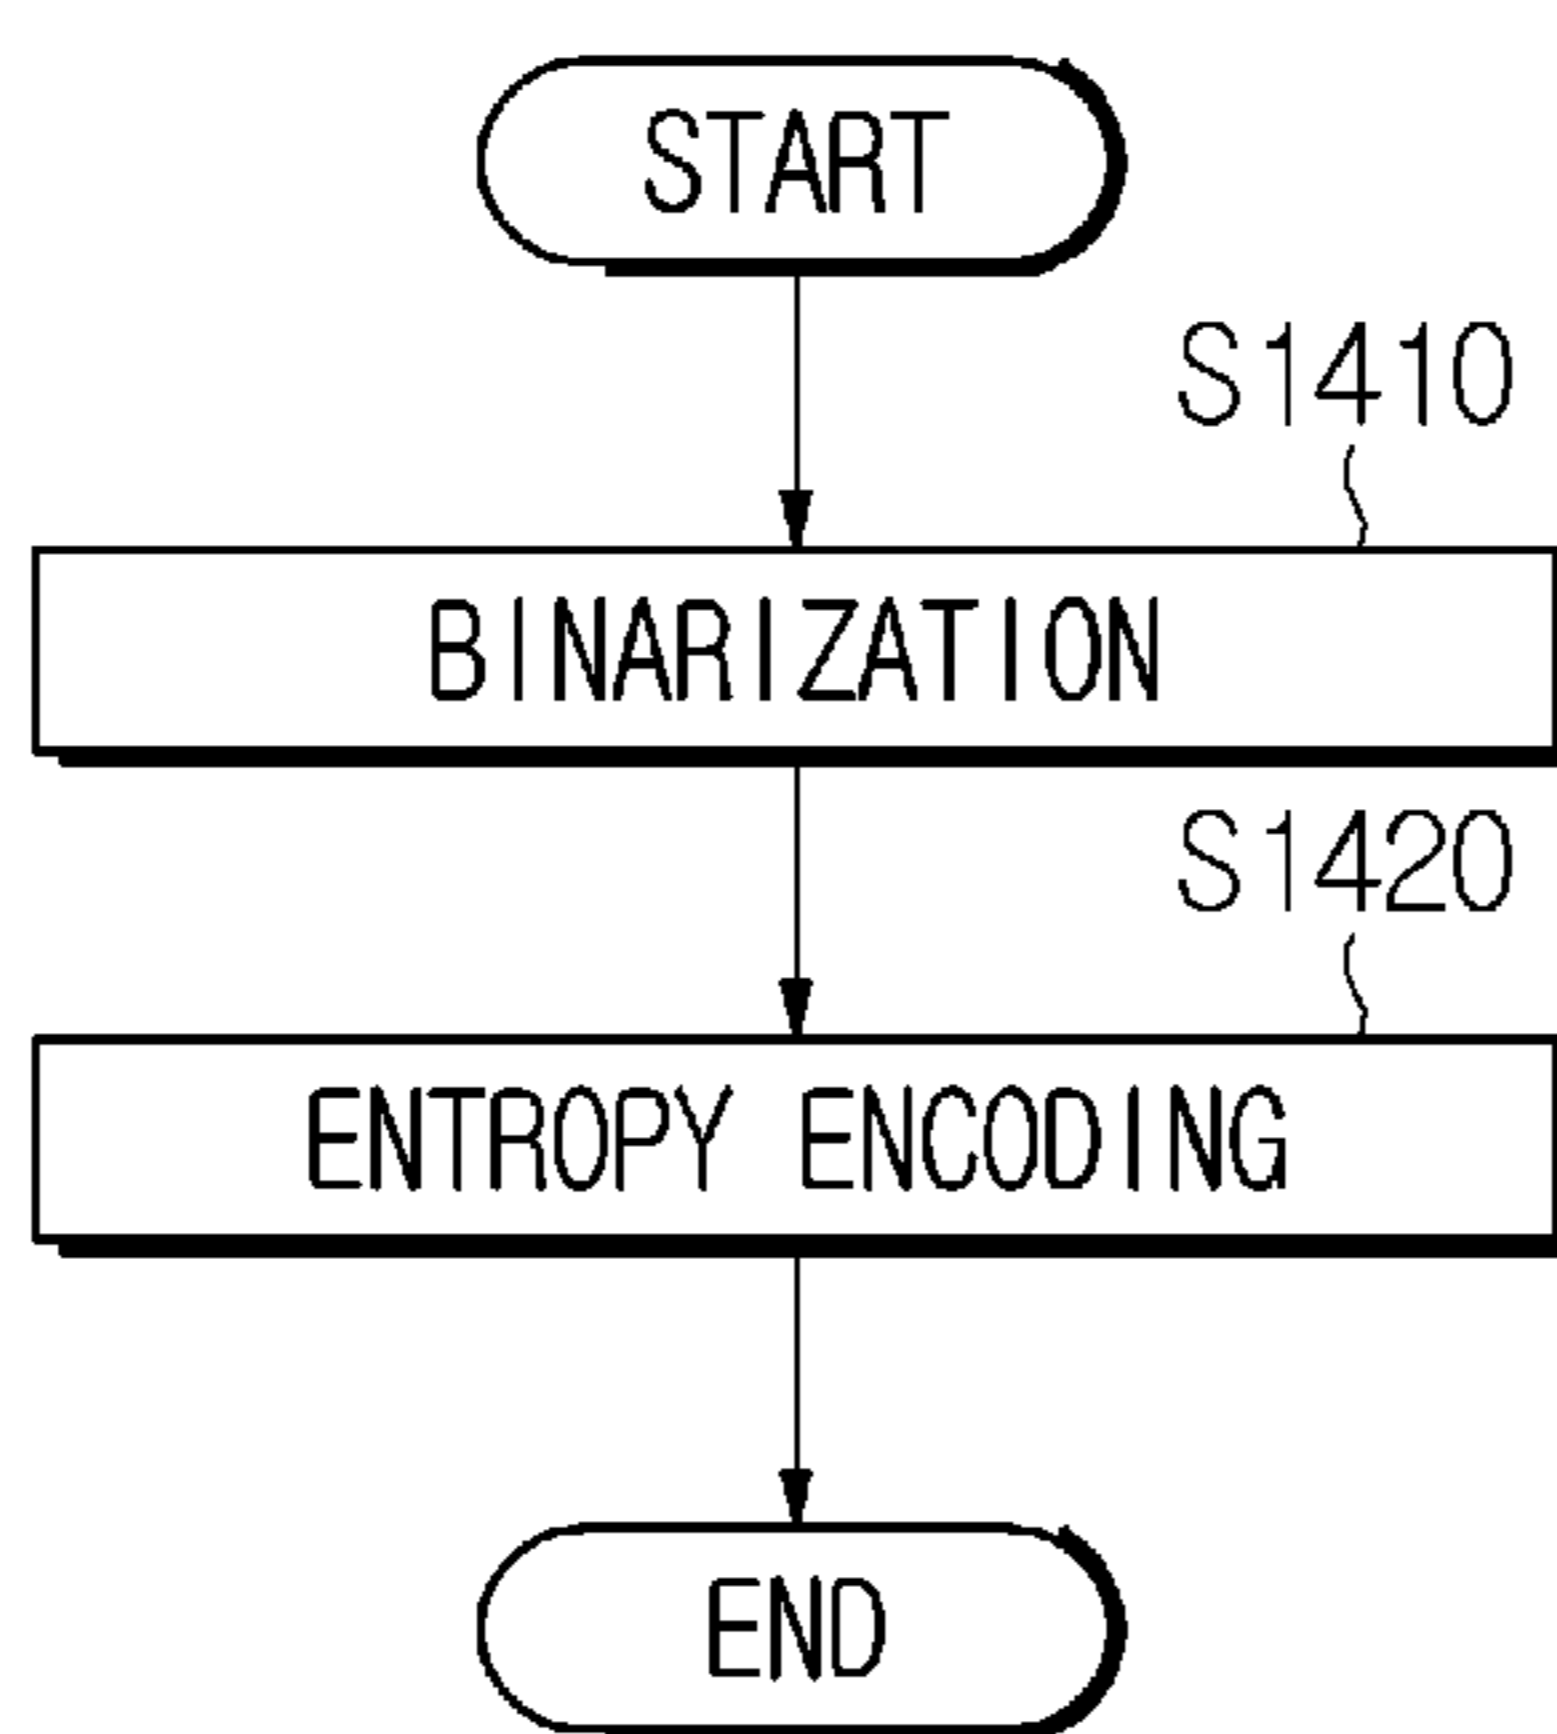 START
S1410
BINARIZATION
S1420
ENTROPY ENCODING
END